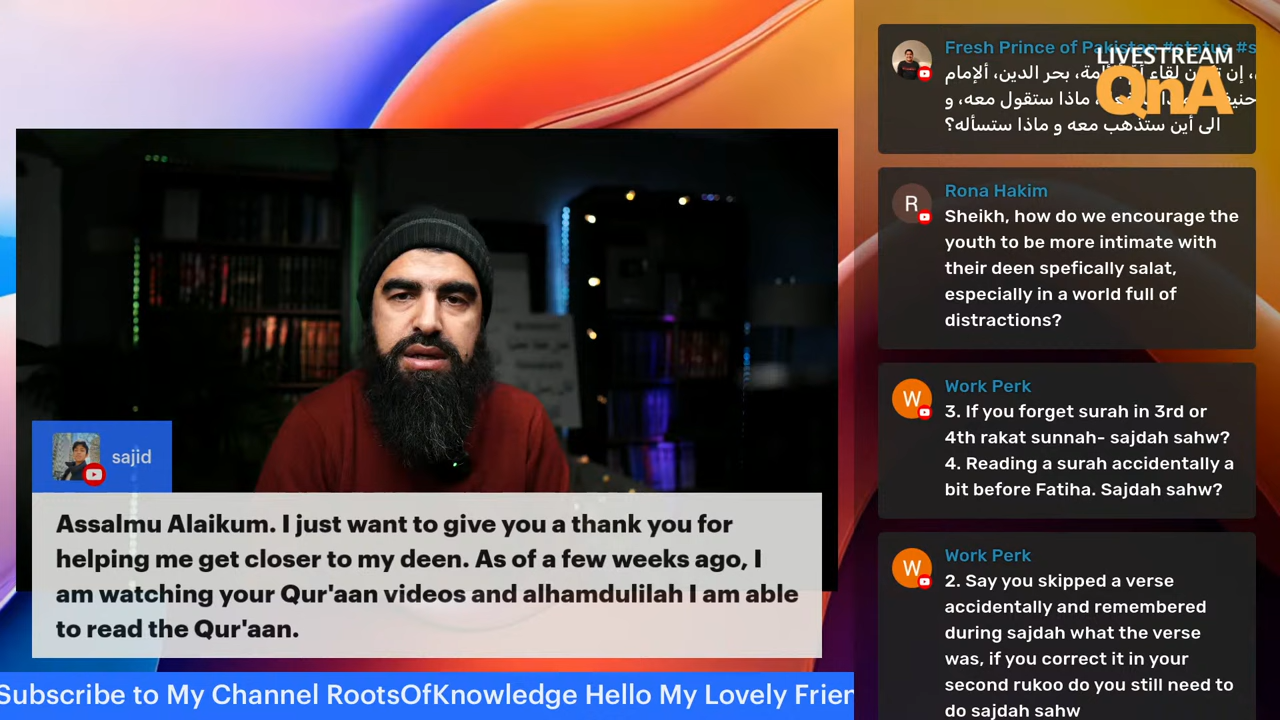 sajid
Assalmu Alaikum. I just want to give you a thank you for
helping me get closer to my deen. As of a few weeks ago, I
am watching your Qur'aan videos and alhamdulilah I am able
to read the Qur'aan.
Subscribe to My Channel RootsOfKnowledge Hello My Lovely
LIVESTREAM
QnA
Fresh Prince of Pakistan #status
لقاء
بحر الدين، ألإمام
ماذا ستقول معه، و
الى أين ستذهب معه و ماذا ستسأله؟
R
Rona Hakim
Sheikh, how do we encourage the
youth to be more intimate with
their deen spefically salat,
especially in a world full of
distractions?
W
Work Perk
3. If you forget surah in 3rd or
4th rakat sunnah- sajdah sahw?
4. Reading a surah accidentally a
bit before Fatiha. Sajdah sahw?
W
Work Perk
2. Say you skipped a verse
accidentally and remembered
during sajdah what the verse
was, if you correct it in your
second rukoo do you still need to
do sajdah sahw